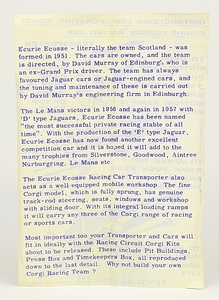 Ecurie Ecosse - literally the team Scotland - was
formed in 1951. The cars are owned, and the team
is directed, by David Murray of Edinburgh, who is
an ex-Grand Prix driver. The team has always
favoured Jaguar cars or Jaguar-engined cars, and
the tuning and maintenance of these is carried out
by David Murray's engineering firm in Edinburgh.
The Le Mans victors in 1956 and again in 1957 with
'D' type Jaguars, Ecurie Ecosse has been named
"the most successful private racing stable of all
time". With the production of the 'E' type Jaguar,
Ecurie Ecosse has now found another excellent
competition car and it is hoped it will add to the
many trophies from Silverstone, Goodwood, Aintree
Nurburgring, Le Mans etc
The Ecurie Ecosse Racing Car Transporter also
acts as a well-equipped mobile workshop. The fine
Corgi model, which is fully sprung, has genuine
track-rod steering, seats, windows and workshop
with sliding door. With its integral loading ramps
it will carry any three of the Corgi range of racing
or sports cars.
Most important too your Transporter and Cars will
fit in ideally with the Racing Circuit Corgi Kits
about to be released. These include Pit Buildings,
Press Box and Timekeepers Box, all reproduced
down to the last detail. Why not build your own
Corgi Racing Team ?